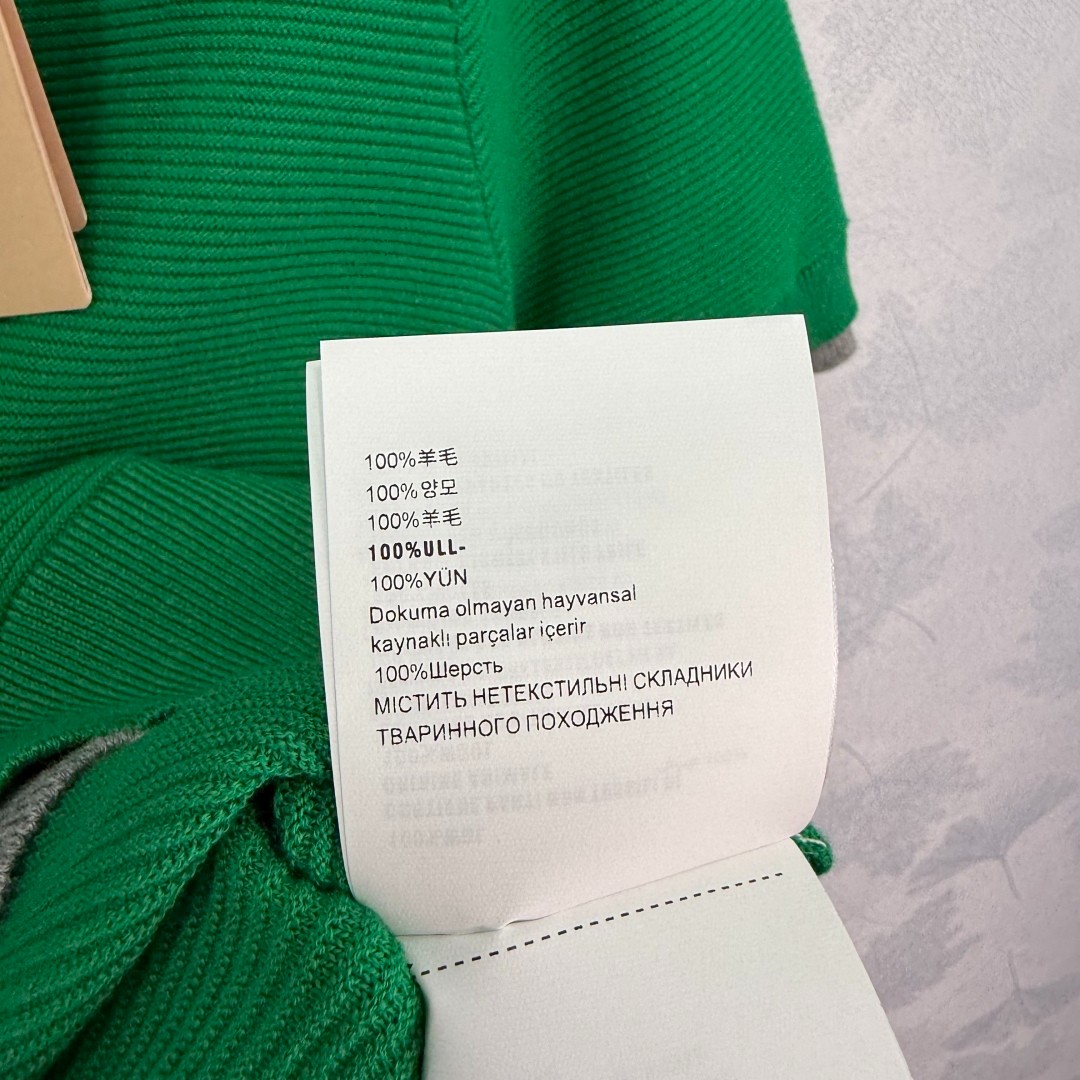 100%羊毛
100%양모
100%羊毛
100%ULL-
100%YÜN
Dokuma olmayan hayvansal
kaynaklı parçalar içerir
100%Шерсть
МІСТИТЬ НЕТЕКСТИЛЬНІ СКЛАДНИКИ
ТВАРИННОГО ПОХОДЖЕННЯ